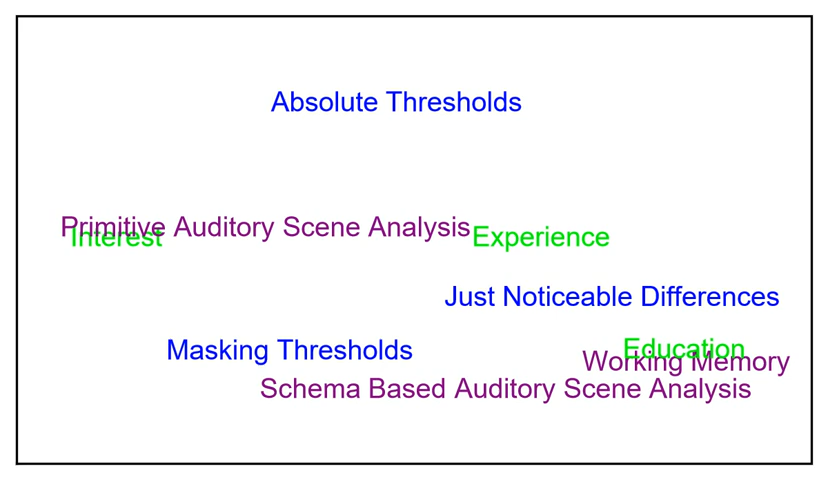 Absolute Thresholds
Primitive Auditory Scene Analysis
Interest
Experience
Just Noticeable Differences
Masking Thresholds
Education
Working Memory
Schema Based Auditory Scene Analysis